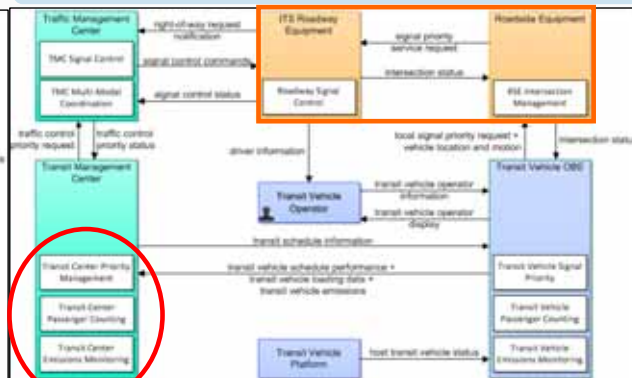 Traffic Management
Center
TMC Signal Control
TMC Multi-Modal
Coordination
right-of-way request
notification
signal control commands
signal control status
ITS Roadway
Equipment
Roadway Signal
Control
signal priority
service request
intersection status
Roadside Equipment
RSE Intersection
Management
traffic control
priority request
traffic control
priority status
driver information
local signal priority request +
vehicle location and motion
intersection status
Transit Management
Center
Transit Vehicle
Operator
transit vehicle operator
information
transit vehicle operator
display
Transit Vehicle OBE
transit schedule information
Transit Center Priority
Management
transit vehicle schedule performance +
transit vehicle loading data +
transit vehicle emissions
Transit Vehicle Signal
Priority
Transit Center
Passenger Counting
Transit Vehicle
Passenger Counting
Transit Center
Emissions Monitoring
Transit Vehicle
Platform
host transit vehicle status
Transit Vehicle
Emissions Monitoring